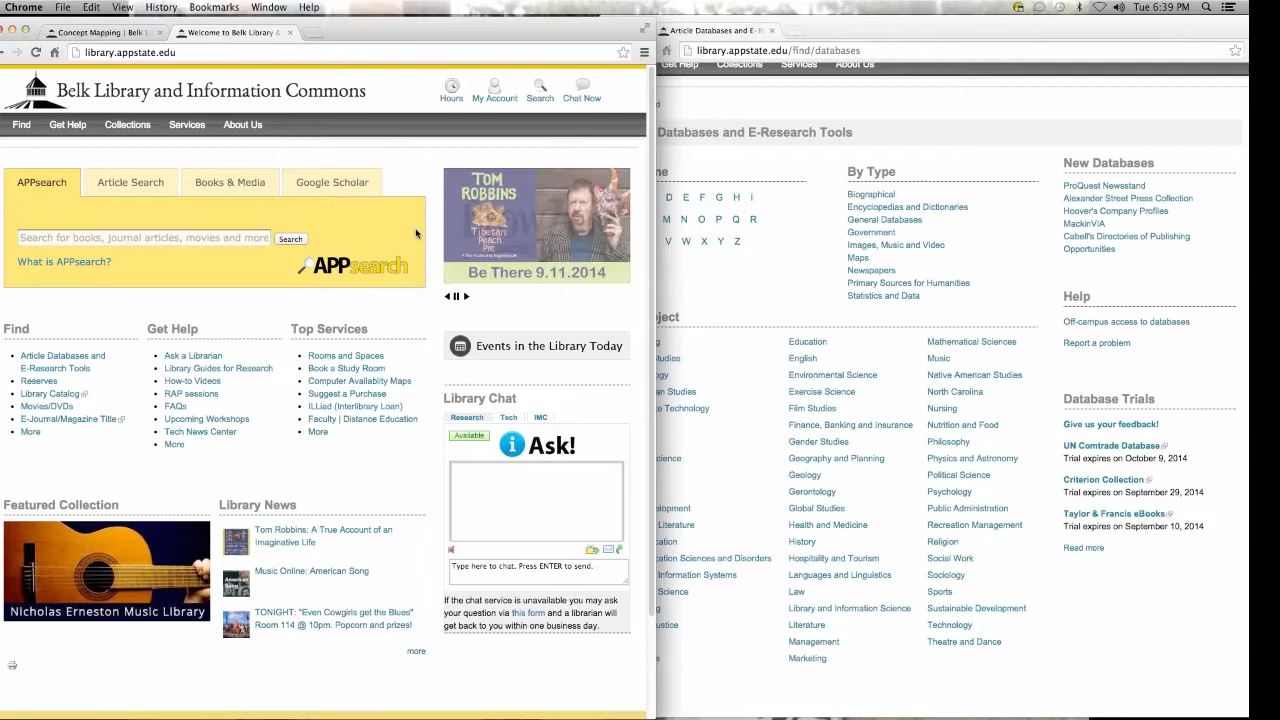 Chrome File Edit View History Bookmarks Window Help
Tue 6:39 PM
Concept Mapping | Belk L
Welcome to Belk Library &
library.appstate.edu
Belk Library and Information Commons
Hours My Account Search Chat Now
Find Get Help Collections Services About Us
APPsearch Article Search Books & Media Google Scholar
Search for books, journal articles, movies and more
Search
What is APPsearch?
APPsearch
TOM
ROBBINS
TIBETAN
PEACH
PIE
Be There 9.11.2014
Events in the Library Today
Find
Article Databases and
E-Research Tools
Reserves
Library Catalog
Movies/DVDs
E-Journal/Magazine Title
More
Get Help
Ask a Librarian
Library Guides for Research
How-to Videos
RAP sessions
FAQs
Upcoming Workshops
Tech News Center
More
Top Services
Rooms and Spaces
Book a Study Room
Computer Availablity Maps
Suggest a Purchase
ILLiad (Interlibrary Loan)
Faculty | Distance Education
More
Library Chat
Research Tech IMC
Available
i Ask!
Type here to chat. Press ENTER to send.
If the chat service is unavailable you may ask
your question via this form and a librarian will
get back to you within one business day.
Featured Collection
Nicholas Erneston Music Library
Library News
Tom Robbins: A True Account of an
Imaginative Life
American
Song
Music Online: American Song
TONIGHT: "Even Cowgirls get the Blues"
Room 114 @ 10pm. Popcorn and prizes!
more
Article Databases and E-R
library.appstate.edu/find/databases
Get Help Collections Services About Us
Databases and E-Research Tools
D E F G H I
M N O P Q R
V W X Y Z
By Type
Biographical
Encyclopedias and Dictionaries
General Databases
Government
Images, Music and Video
Maps
Newspapers
Primary Sources for Humanities
Statistics and Data
Education
English
Environmental Science
Exercise Science
Film Studies
Finance, Banking and Insurance
Gender Studies
Geography and Planning
Geology
Gerontology
Global Studies
Health and Medicine
History
Hospitality and Tourism
Languages and Linguistics
Law
Library and Information Science
Literature
Management
Marketing
Mathematical Sciences
Music
Native American Studies
North Carolina
Nursing
Nutrition and Food
Philosophy
Physics and Astronomy
Political Science
Psychology
Public Administration
Recreation Management
Religion
Social Work
Sociology
Sports
Sustainable Development
Technology
Theatre and Dance
New Databases
ProQuest Newsstand
Alexander Street Press Collection
Hoover's Company Profiles
MackinVIA
Cabell's Directories of Publishing
Opportunities
Help
Off-campus access to databases
Report a problem
Database Trials
Give us your feedback!
UN Comtrade Database
Trial expires on October 9, 2014
Criterion Collection
Trial expires on September 29, 2014
Taylor & Francis eBooks
Trial expires on September 10, 2014
Read more